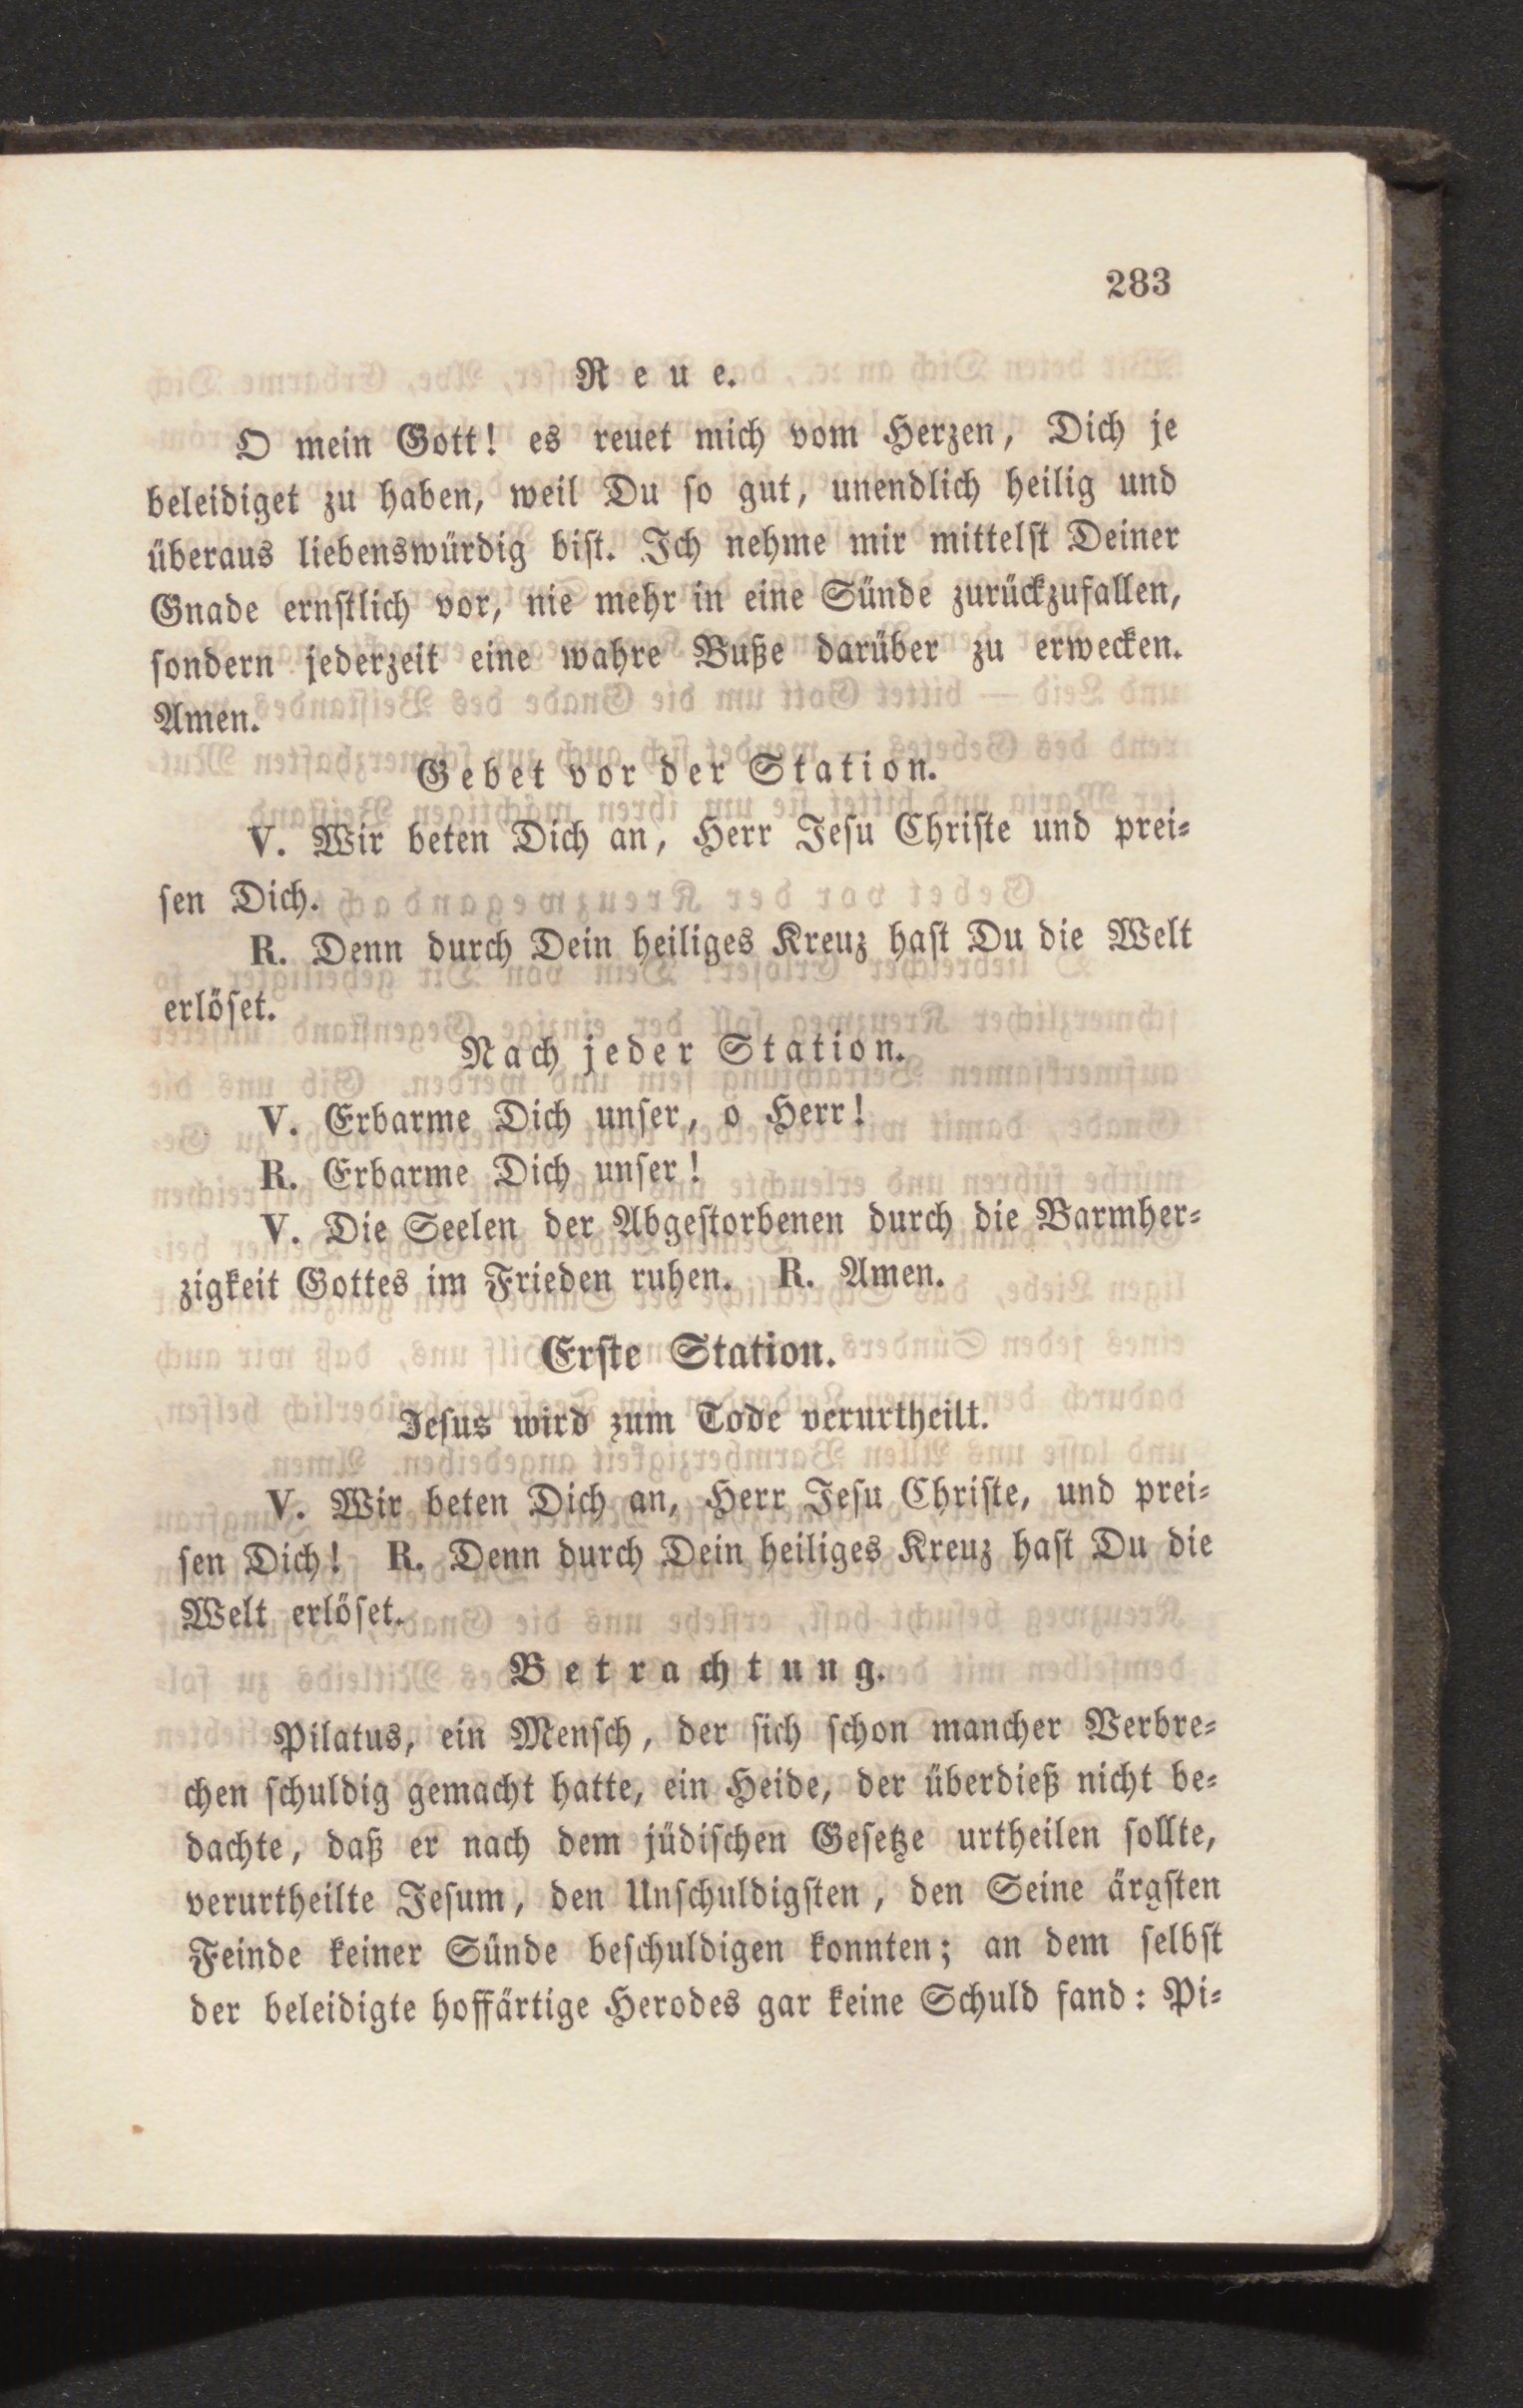 283
Reue.
O mein Gott! es reuet mich vom Herzen, Dich je
beleidiget zu haben, weil Du so gut, unendlich heilig und
überaus liebenswürdig bist. Ich nehme mir mittelst Deiner
Gnade ernstlich vor, nie mehr in eine Sünde zurückzufallen,
sondern jederzeit eine wahre Buße darüber zu erwecken.
Amen.
Gebet vor der Station.
V. Wir beten Dich an, Herr Jesu Christe und prei-
sen Dich.
R. Denn durch Dein heiliges Kreuz hast Du die Welt
erlöset.
Nach jeder Station.
V. Erbarme Dich unser, o Herr!
R. Erbarme Dich unser!
V. Die Seelen der Abgestorbenen durch die Barmher-
zigkeit Gottes im Frieden ruhen. R. Amen.
Erste Station.
Jesus wird zum Tode verurtheilt.
V. Wir beten Dich an, Herr Jesu Christe, und prei-
sen Dich! R. Denn durch Dein heiliges Kreuz hast Du die
Welt erlöset.
Betrachtung.
Pilatus, ein Mensch, der sich schon mancher Verbre-
chen schuldig gemacht hatte, ein Heide, der überdieß nicht be-
dachte, daß er nach dem jüdischen Gesetze urtheilen sollte,
verurtheilte Jesum, den Unschuldigsten, den Seine ärgsten
Feinde keiner Sünde beschuldigen konnten; an dem selbst
der beleidigte hoffärtige Herodes gar keine Schuld fand: Pi-